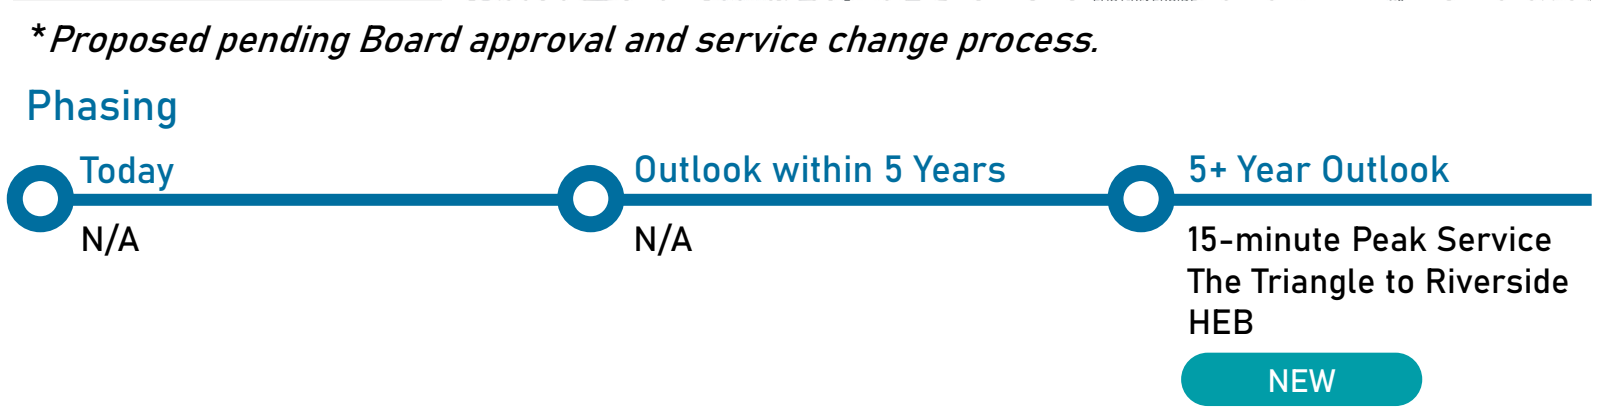 *Proposed pending Board approval and service change process.
Phasing
Today
N/A
Outlook within 5 Years
N/A
5+ Year Outlook
15-minute Peak Service
The Triangle to Riverside
HEB
NEW